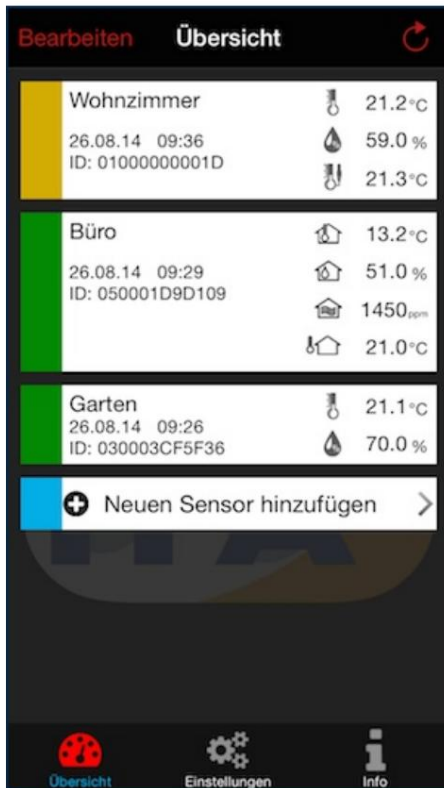 Bearbeiten Übersicht
Wohnzimmer 21.2°C
26.08.14 09:36 59.0 %
ID: 01000000001D
21.3°C
Büro 13.2°C
26.08.14 09:29 51.0 %
ID: 050001D9D109
1450ppm
21.0°C
Garten 21.1°C
26.08.14 09:26
ID: 030003CF5F36 70.0 %
Neuen Sensor hinzufügen
Übersicht Einstellungen Info